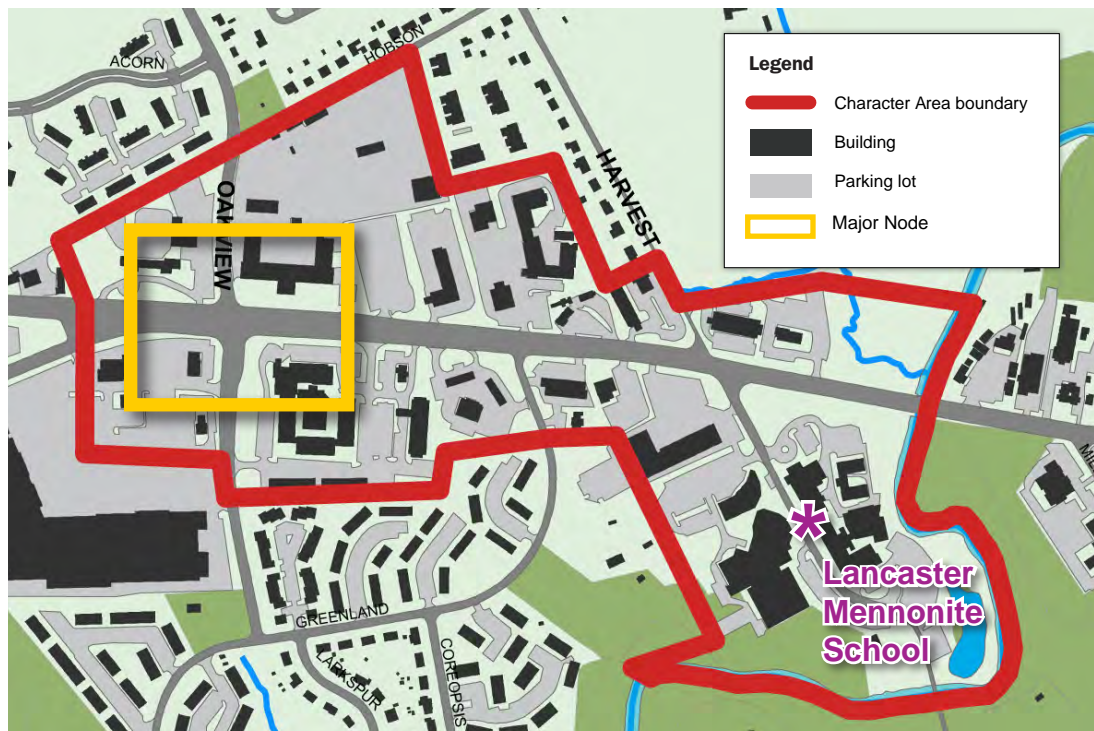 ACORN
HOBSON
OAKVIEW
HARVEST
Legend
Character Area boundary
Building
Parking lot
Major Node
Lancaster
Mennonite
School
GREENLAND
LARKSPUR
COREOPSIS